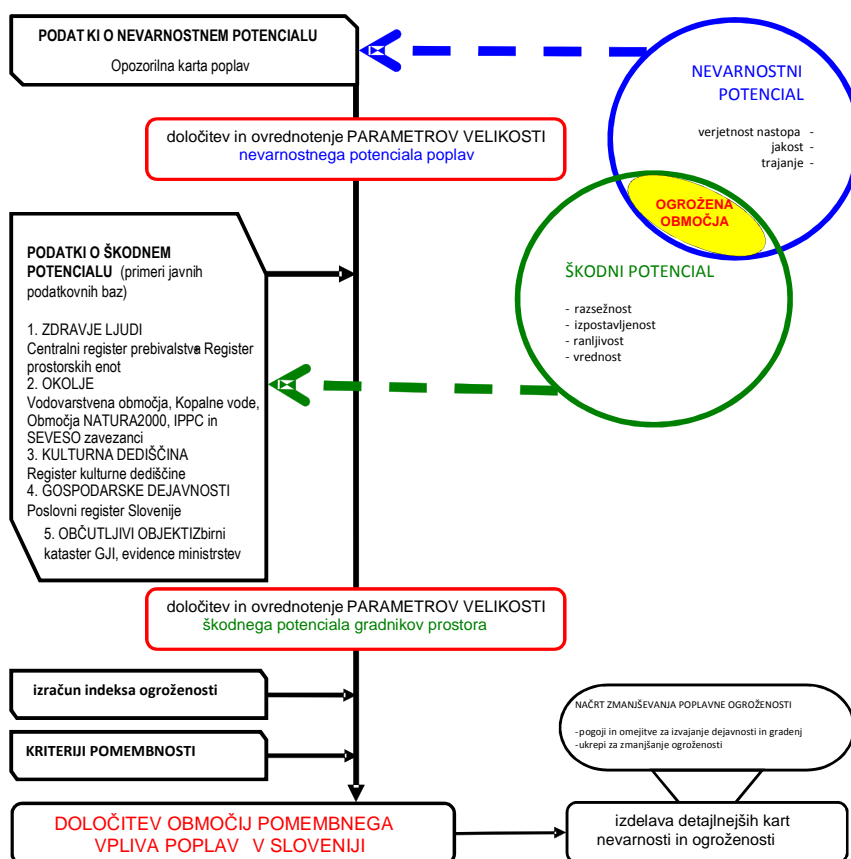 PODATKI O NEVARNOSTNEM POTENCIALU
Opozorilna karta poplav
NEVARNOSTNI
POTENCIAL
verjetnost nastopa -
jakost -
trajanje -
določitev in ovrednotenje PARAMETROV VELIKOSTI
nevarnostnega potenciala poplav
OGROŽENA
OBMOČJA
ŠKODNI POTENCIAL
- razsežnost
- izpostavljenost
- ranljivost
- vrednost
PODATKI O ŠKODNEM
POTENCIALU (primeri javnih
podatkovnih baz)
1. ZDRAVJE LJUDI
Centralni register prebivalstva Register
prostorskih enot
2. OKOLJE
Vodovarstvena območja, Kopalne vode,
Območja NATURA2000, IPPC in
SEVESO zavezanci
3. KULTURNA DEDIŠČINA
Register kulturne dediščine
4. GOSPODARSKE DEJAVNOSTI
Poslovni register Slovenije
5. OBČUTLJIVI OBJEKTIZbirni
kataster GJI, evidence ministrstev
določitev in ovrednotenje PARAMETROV VELIKOSTI
škodnega potenciala gradnikov prostora
izračun indeksa ogroženosti
KRITERIJI POMEMBNOSTI
NAČRT ZMANJŠEVANJA POPLAVNE OGROŽENOSTI
-pogoji in omejitve za izvajanje dejavnosti in gradenj
-ukrepi za zmanjšanje ogroženosti
DOLOČITEV OBMOČIJ POMEMBNEGA
VPLIVA POPLAV V SLOVENIJI
izdelava detajlnejših kart
nevarnosti in ogroženosti